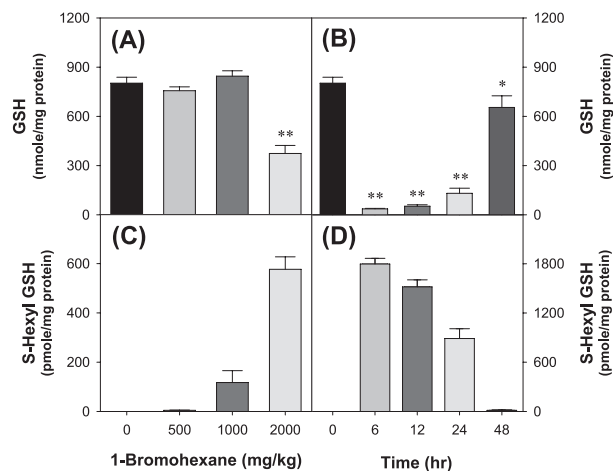 1200
900
600
300
0
GSH
(nmole/mg protein)
(A)
**
(B)
**
**
**
*
1200
900
600
300
0
GSH
(nmole/mg protein)
600
400
200
0
S-Hexyl GSH
(pmole/mg protein)
(C)
(D)
1800
1200
600
0
S-Hexyl GSH
(pmole/mg protein)
0 500 1000 2000
1-Bromohexane (mg/kg)
0 6 12 24 48
Time (hr)